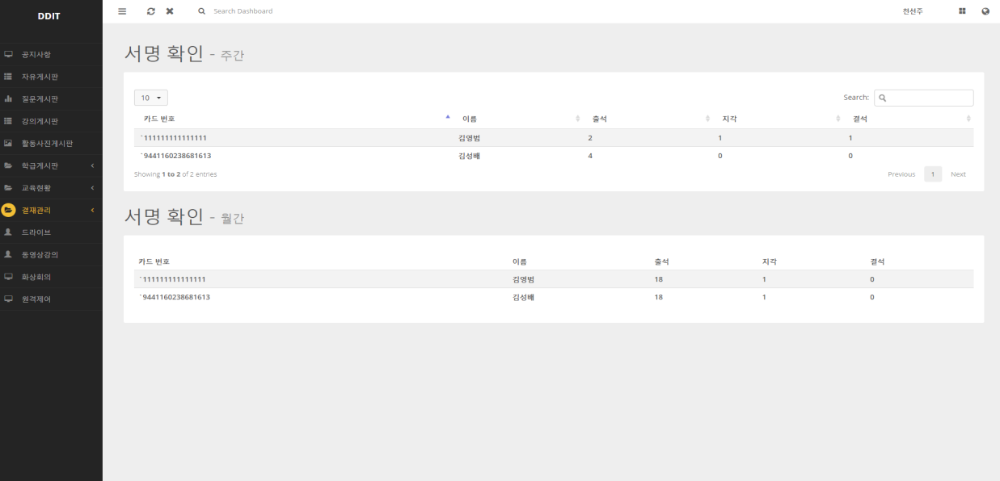 DDIT
Search Dashboard
천선주
공지사항
자유게시판
질문게시판
강의게시판
활동사진게시판
학급게시판
교육현황
결재관리
드라이브
동영상강의
화상회의
원격제어
서명 확인 - 주간
10
Search:
카드 번호 이름 출석 지각 결석
`111111111111111 김영범 2 1 1
`9441160238681613 김성배 4 0 0
Showing 1 to 2 of 2 entries
Previous 1 Next
서명 확인 - 월간
카드 번호 이름 출석 지각 결석
`111111111111111 김영범 18 1 0
`9441160238681613 김성배 18 1 0